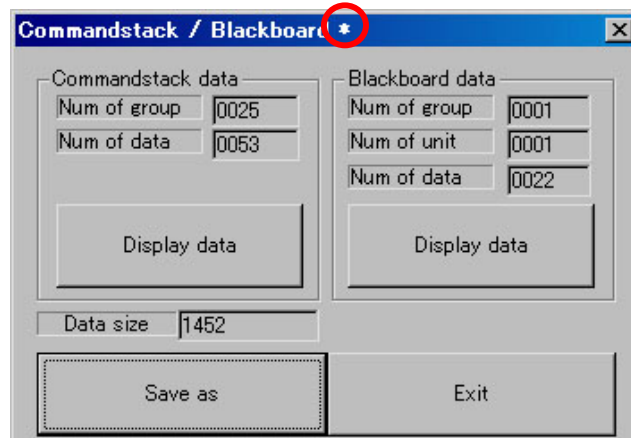 Commandstack / Blackboard *
Commandstack data
Num of group 0025
Num of data 0053
Display data
Blackboard data
Num of group 0001
Num of unit 0001
Num of data 0022
Display data
Data size 1452
Save as
Exit